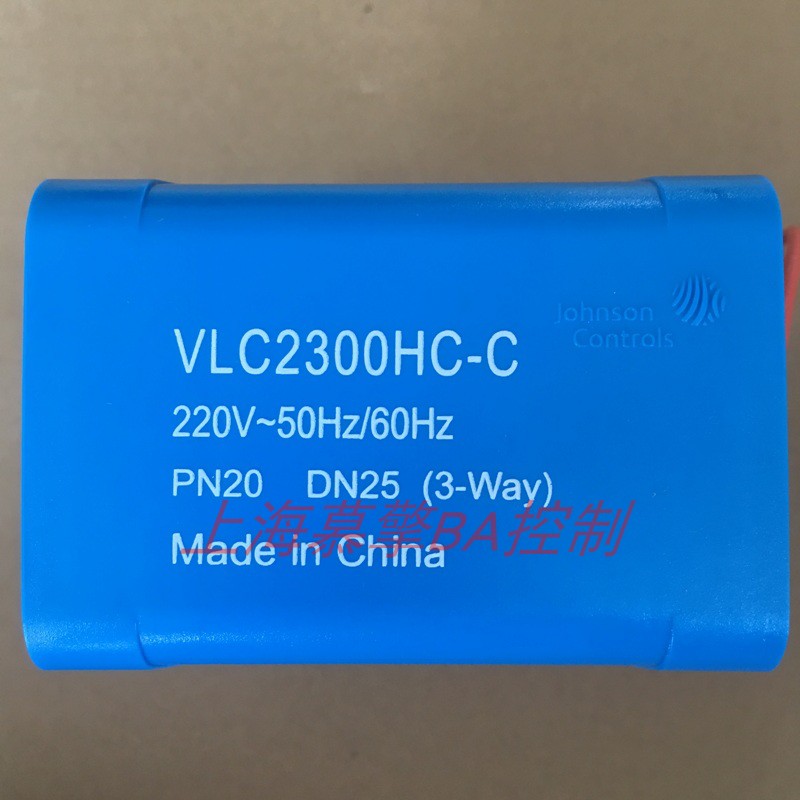 Johnson
Controls
VLC2300HC-C
220V~50Hz/60Hz
PN20 DN25 (3-Way)
上海慕擎BA控制
Made in China